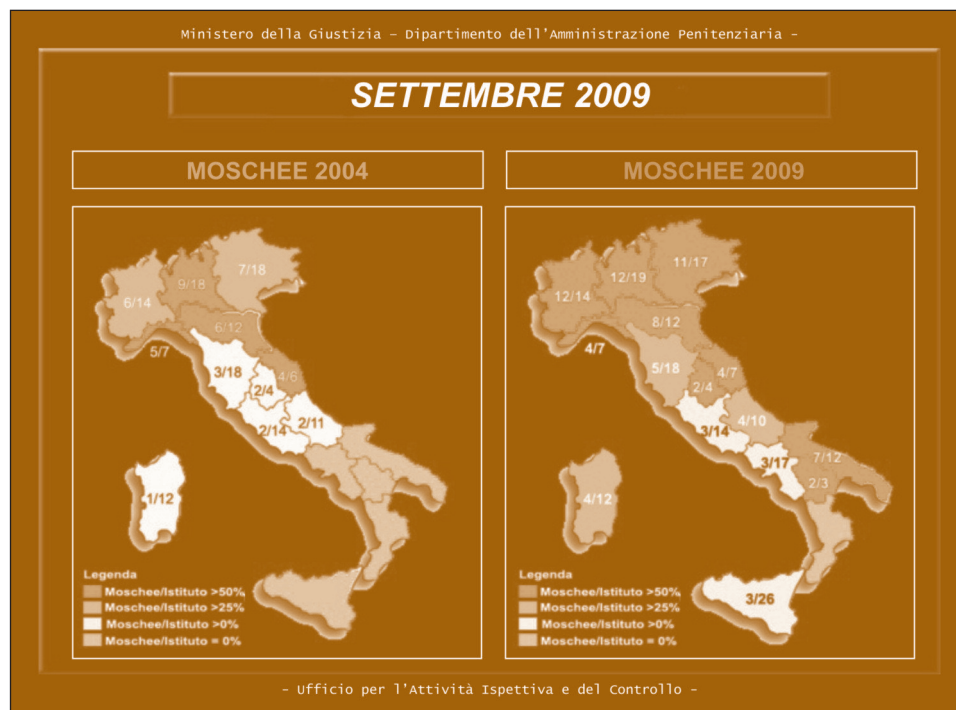 Ministero della Giustizia – Dipartimento dell'Amministrazione Penitenziaria -
SETTEMBRE 2009
MOSCHEE 2004
MOSCHEE 2009
7/18
9/18
6/14
6/12
5/7
3/18
4/6
2/4
2/14
2/11
1/12
Legenda
Moschee/Istituto >50%
Moschee/Istituto >25%
Moschee/Istituto >0%
Moschee/Istituto = 0%
11/17
12/19
12/14
8/12
4/7
5/18
4/7
2/4
4/10
3/14
3/17
7/12
2/3
4/12
3/26
Legenda
Moschee/Istituto >50%
Moschee/Istituto >25%
Moschee/Istituto >0%
Moschee/Istituto = 0%
- Ufficio per l'Attività Ispettiva e del Controllo -